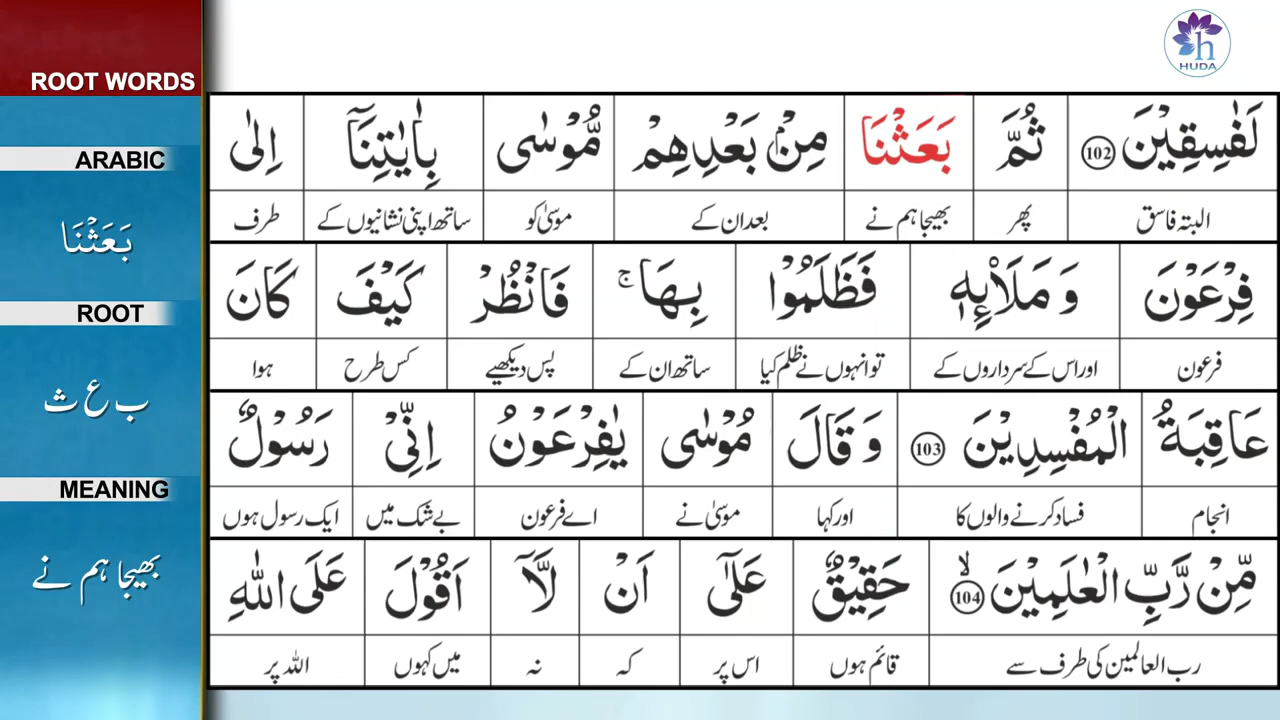 HUDA
ROOT WORDS
ARABIC
بَعَثْنَا
ROOT
ب ع ث
MEANING
بھیجا ہم نے
لَفٰسِقِيْنَ 102 ثُمَّ بَعَثْنَا مِنْۢ بَعْدِهِمْ مُّوْسٰى بِاٰيٰتِنَآ اِلٰى
البتہ فاسق پھر بھیجا ہم نے بعد ان کے موسیٰ کو ساتھ اپنی نشانیوں کے طرف
فِرْعَوْنَ وَ مَلَا۟ئِهٖ فَظَلَمُوْا بِهَا ۚ فَانْظُرْ كَيْفَ كَانَ
فرعون اور اس کے سرداروں کے تو انہوں نے ظلم کیا ساتھ ان کے پس دیکھیے کس طرح ہوا
عَاقِبَةُ الْمُفْسِدِيْنَ 103 وَ قَالَ مُوْسٰى يٰفِرْعَوْنُ اِنِّىْ رَسُوْلٌ
انجام فساد کرنے والوں کا اور کہا موسیٰ نے اے فرعون بے شک میں ایک رسول ہوں
مِّنْ رَّبِّ الْعٰلَمِيْنَ ۙ 104 حَقِيْقٌ عَلٰٓى اَنْ لَّاۤ اَقُوْلَ عَلَى اللّٰهِ
رب العالمین کی طرف سے قائم ہوں اس پر کہ نہ میں کہوں اللہ پر